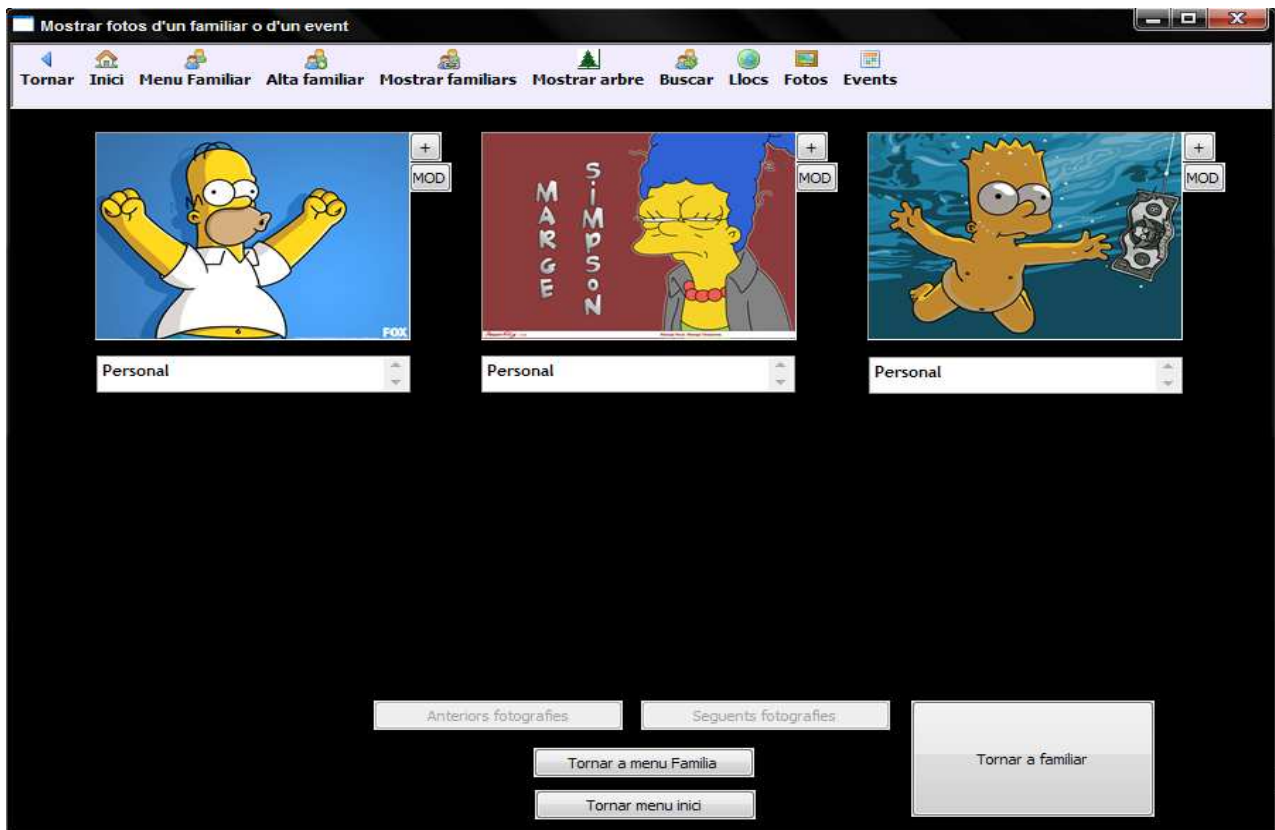 Mostrar fotos d'un familiar o d'un event
Tornar Inici Menu Familiar Alta familiar Mostrar familiars Mostrar arbre Buscar Llocs Fotos Events
+
MOD
+
MOD
+
MOD
MARGE
SiMPSoN
FOX
Personal
Personal
Personal
Anteriors fotografies
Seguents fotografies
Tornar a menu Familia
Tornar a familiar
Tornar menu inici